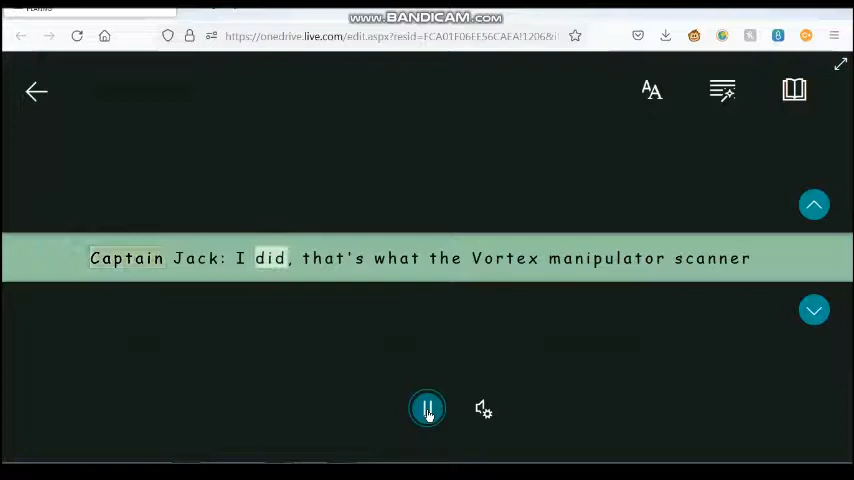 www.BANDICAM.com
https://onedrive.live.com/edit.aspx?resid=FCA01F06EE56CAEA!1206&i
AA
Captain Jack: I did, that's what the Vortex manipulator scanner